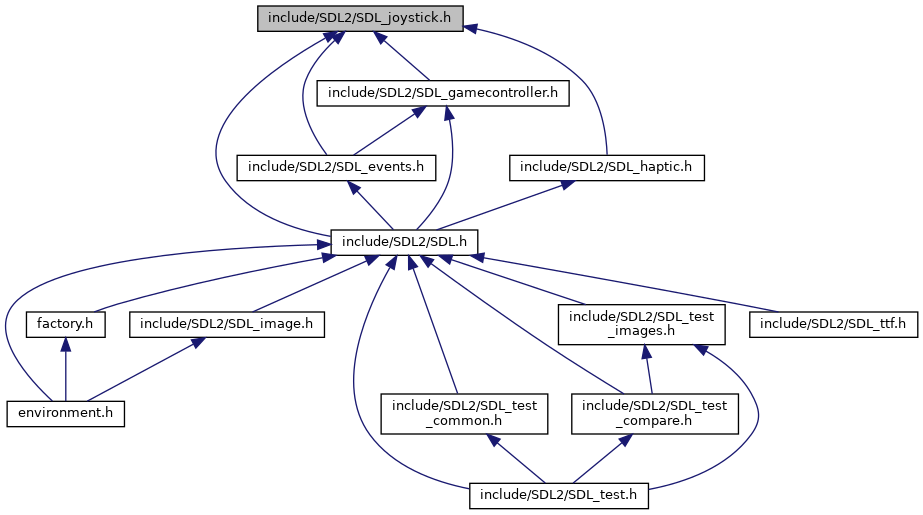 include/SDL2/SDL_joystick.h
include/SDL2/SDL_gamecontroller.h
include/SDL2/SDL_events.h
include/SDL2/SDL_haptic.h
include/SDL2/SDL.h
factory.h
include/SDL2/SDL_image.h
include/SDL2/SDL_test
_images.h
include/SDL2/SDL_ttf.h
environment.h
include/SDL2/SDL_test
_common.h
include/SDL2/SDL_test
_compare.h
include/SDL2/SDL_test.h